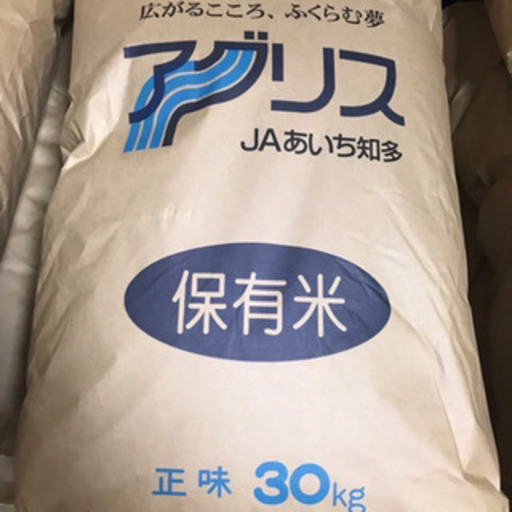 広がるこころ、ふくらむ夢
アグリス
JAあいち知多
保有米
正味 30kg